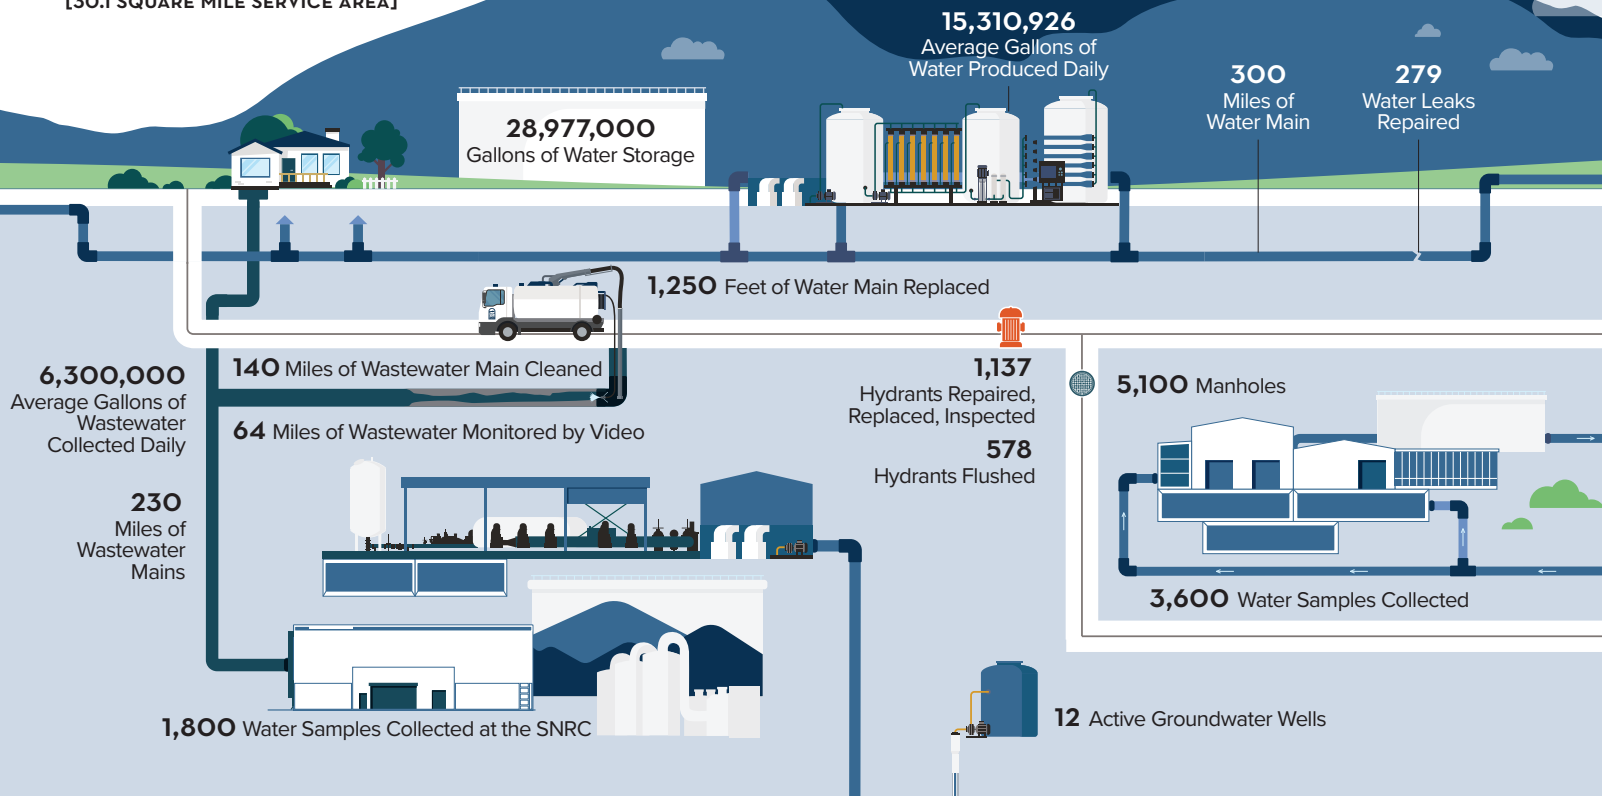 [30.1 SQUARE MILE SERVICE AREA]
15,310,926
Average Gallons of
Water Produced Daily
300
Miles of
Water Main
279
Water Leaks
Repaired
28,977,000
Gallons of Water Storage
1,250 Feet of Water Main Replaced
140 Miles of Wastewater Main Cleaned
6,300,000
Average Gallons of
Wastewater
Collected Daily
64 Miles of Wastewater Monitored by Video
1,137
Hydrants Repaired,
Replaced, Inspected
578
Hydrants Flushed
5,100 Manholes
230
Miles of
Wastewater
Mains
3,600 Water Samples Collected
1,800 Water Samples Collected at the SNRC
12 Active Groundwater Wells